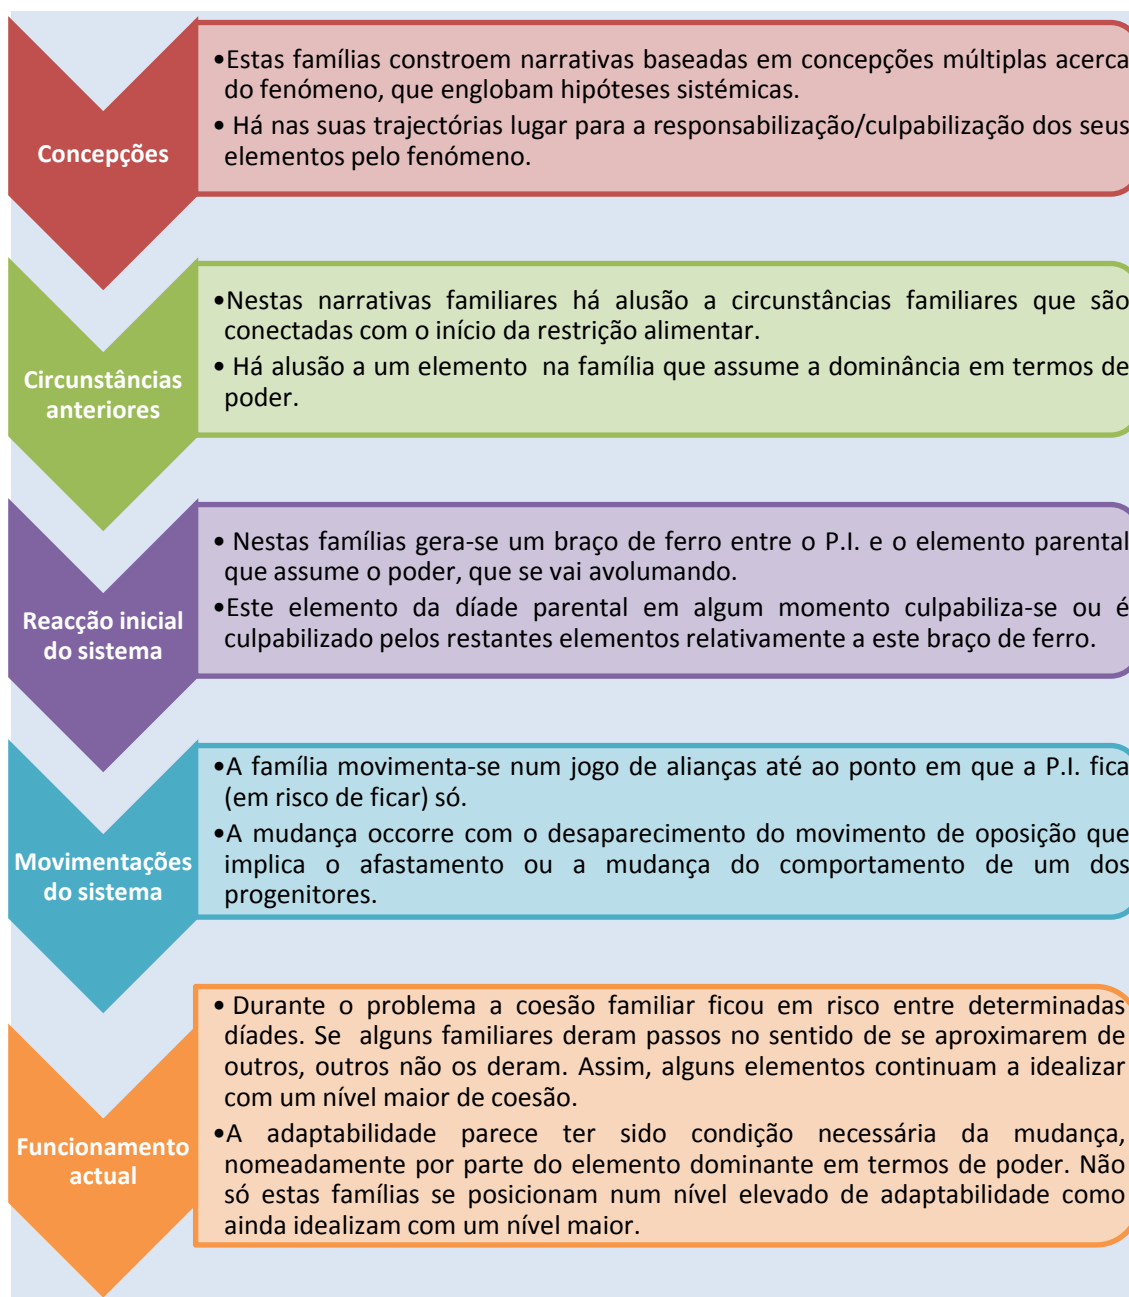 Concepções
•Estas famílias constroem narrativas baseadas em concepções múltiplas acerca
do fenómeno, que englobam hipóteses sistémicas.
• Há nas suas trajectórias lugar para a responsabilização/culpabilização dos seus
elementos pelo fenómeno.
Circunstâncias
anteriores
•Nestas narrativas familiares há alusão a circunstâncias familiares que são
conectadas com o início da restrição alimentar.
• Há alusão a um elemento na família que assume a dominância em termos de
poder.
Reacção inicial
do sistema
• Nestas famílias gera-se um braço de ferro entre o P.I. e o elemento parental
que assume o poder, que se vai avolumando.
•Este elemento da díade parental em algum momento culpabiliza-se ou é
culpabilizado pelos restantes elementos relativamente a este braço de ferro.
Movimentações
do sistema
•A família movimenta-se num jogo de alianças até ao ponto em que a P.I. fica
(em risco de ficar) só.
•A mudança occorre com o desaparecimento do movimento de oposição que
implica o afastamento ou a mudança do comportamento de um dos
progenitores.
Funcionamento
actual
• Durante o problema a coesão familiar ficou em risco entre determinadas
díades. Se alguns familiares deram passos no sentido de se aproximarem de
outros, outros não os deram. Assim, alguns elementos continuam a idealizar
com um nível maior de coesão.
•A adaptabilidade parece ter sido condição necessária da mudança,
nomeadamente por parte do elemento dominante em termos de poder. Não
só estas famílias se posicionam num nível elevado de adaptabilidade como
ainda idealizam com um nível maior.